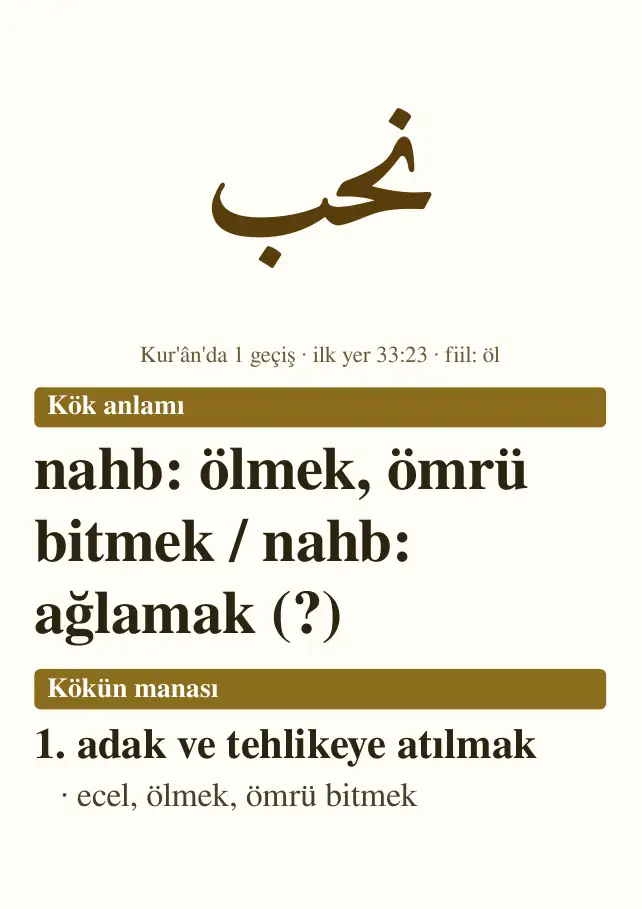 نحب
Kur'ân'da 1 geçiş · ilk yer 33:23 · fiil: öl
Kök anlamı
nahb: ölmek, ömrü
bitmek / nahb:
ağlamak (?)
Kökün manası
1. adak ve tehlikeye atılmak
· ecel, ölmek, ömrü bitmek